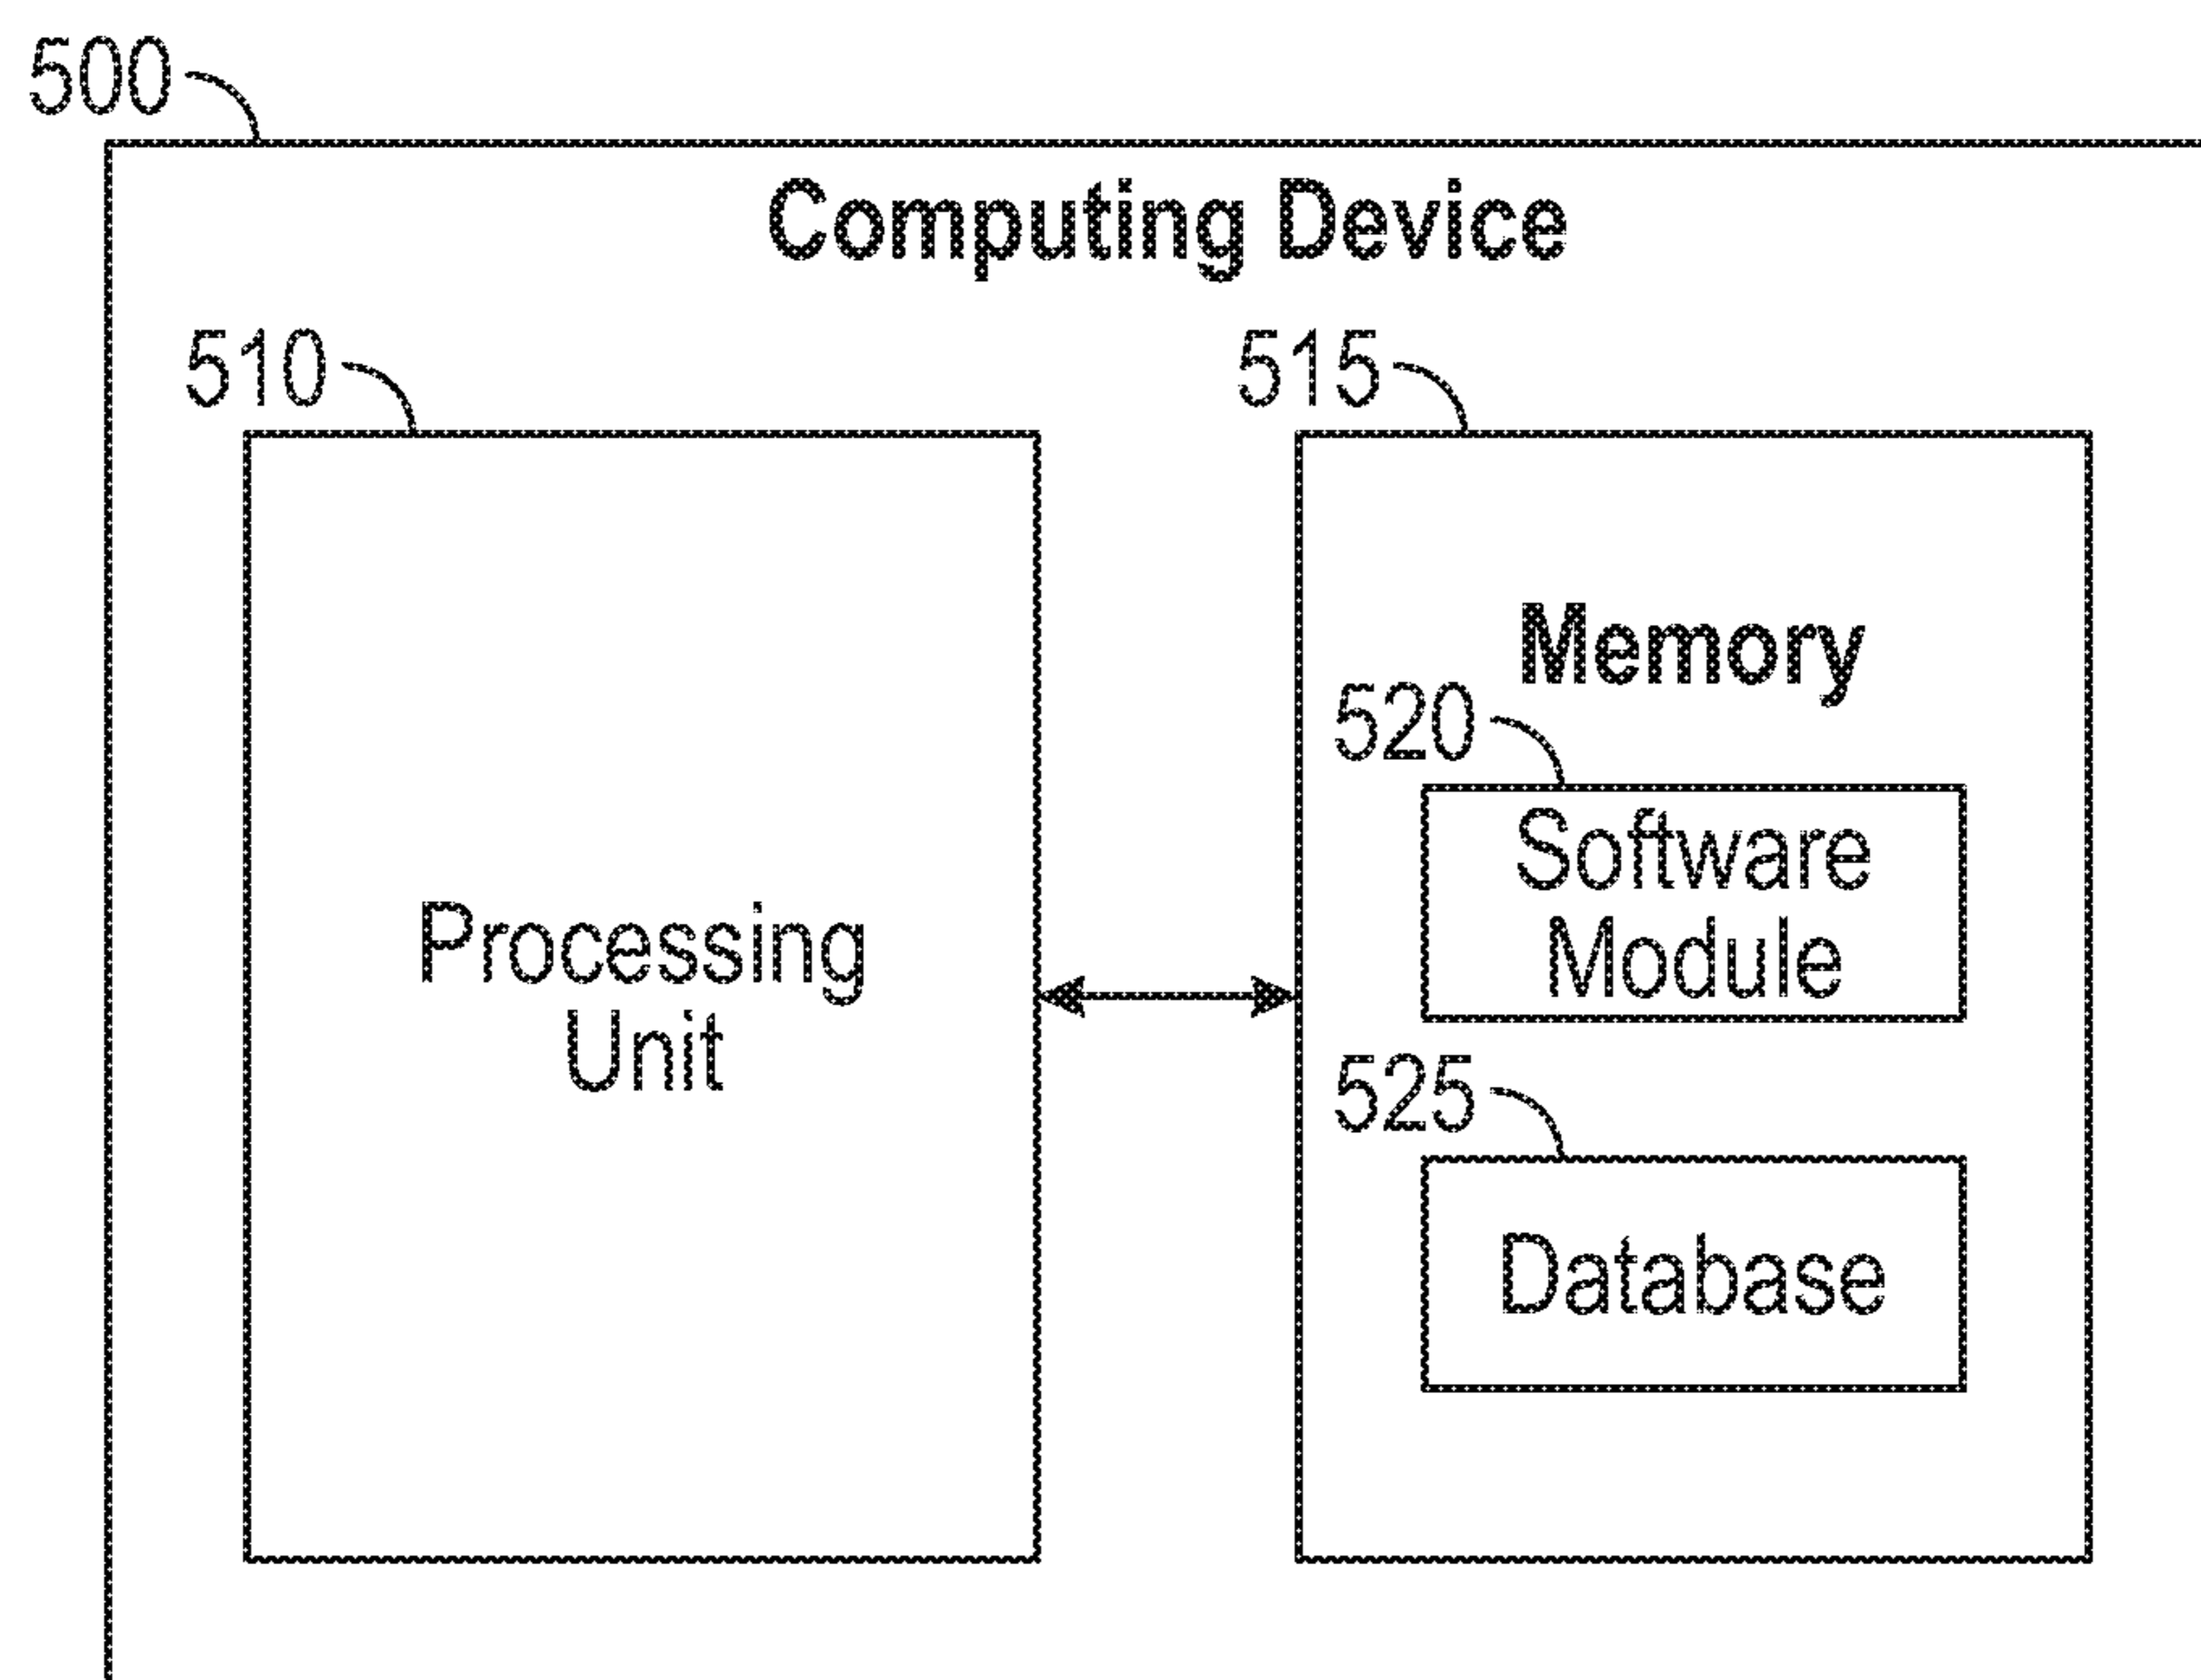 500
Computing Device
510
515
Processing
Unit
Memory
520
Software
Module
525
Database